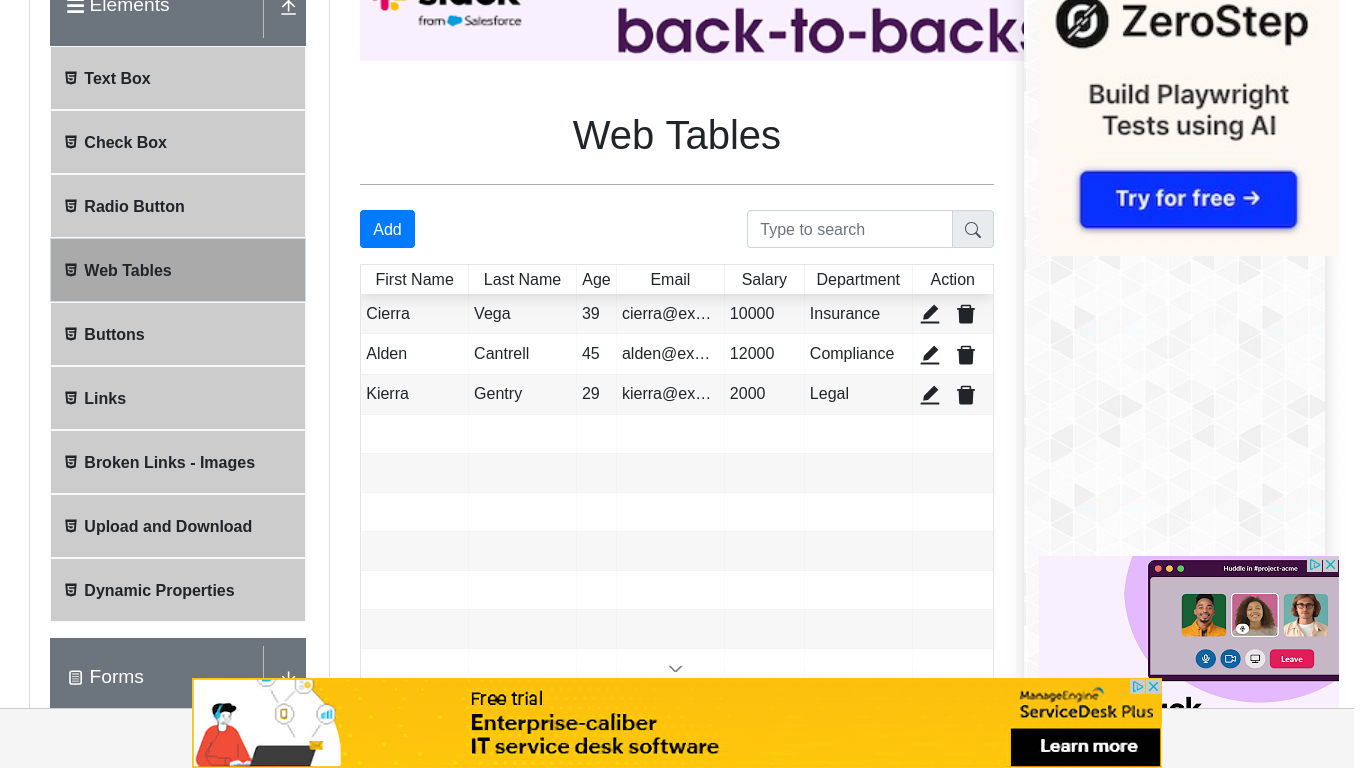 Elements
from Salesforce
back-to-backs
ZeroStep
Build Playwright
Tests using AI
Try for free →
Text Box
Check Box
Radio Button
Web Tables
Buttons
Links
Broken Links - Images
Upload and Download
Dynamic Properties
Forms
Web Tables
Add
Type to search
First Name Last Name Age Email Salary Department Action
Cierra Vega 39 cierra@ex... 10000 Insurance
Alden Cantrell 45 alden@ex... 12000 Compliance
Kierra Gentry 29 kierra@ex... 2000 Legal
Huddle in #project-acme
Leave
Free trial
Enterprise-caliber
IT service desk software
ManageEngine
ServiceDesk Plus
Learn more